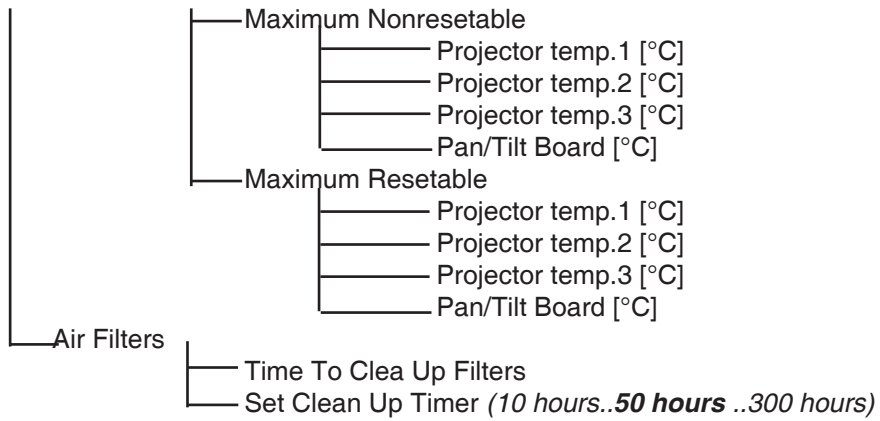 Maximum Nonresetable
Projector temp.1 [°C]
Projector temp.2 [°C]
Projector temp.3 [°C]
Pan/Tilt Board [°C]
Maximum Resetable
Projector temp.1 [°C]
Projector temp.2 [°C]
Projector temp.3 [°C]
Pan/Tilt Board [°C]
Air Filters
Time To Clea Up Filters
Set Clean Up Timer (10 hours..50 hours ..300 hours)